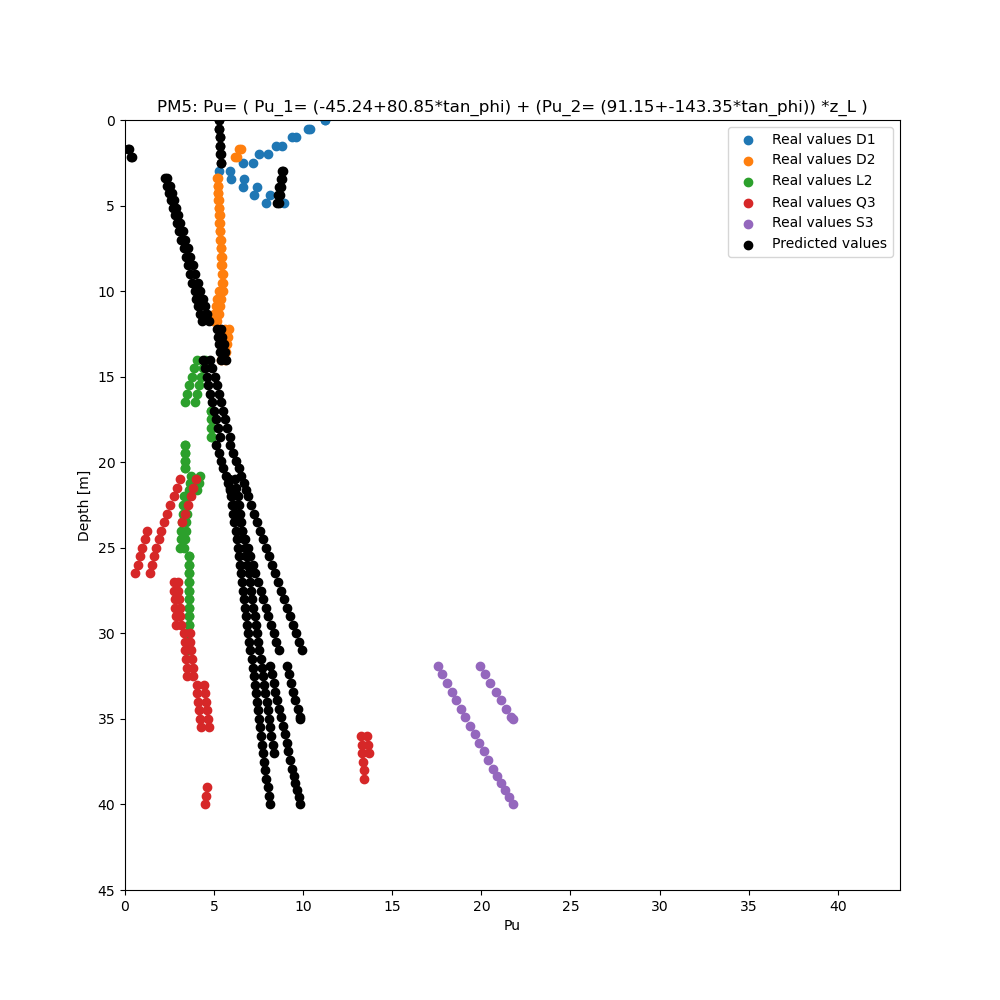 PM5: Pu= ( Pu_1= (-45.24+80.85*tan_phi) + (Pu_2= (91.15+-143.35*tan_phi)) *z_L )
Real values D1
Real values D2
Real values L2
Real values Q3
Real values S3
Predicted values
Depth [m]
0
5
10
15
20
25
30
35
40
45
0 5 10 15 20 25 30 35 40
Pu